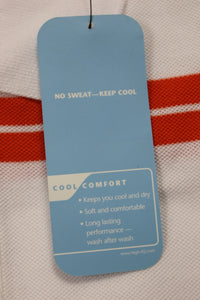 NO SWEAT—KEEP COOL
COOL COMFORT
• Keeps you cool and dry
• Soft and comfortable
• Long lasting
performance —
wash after wash